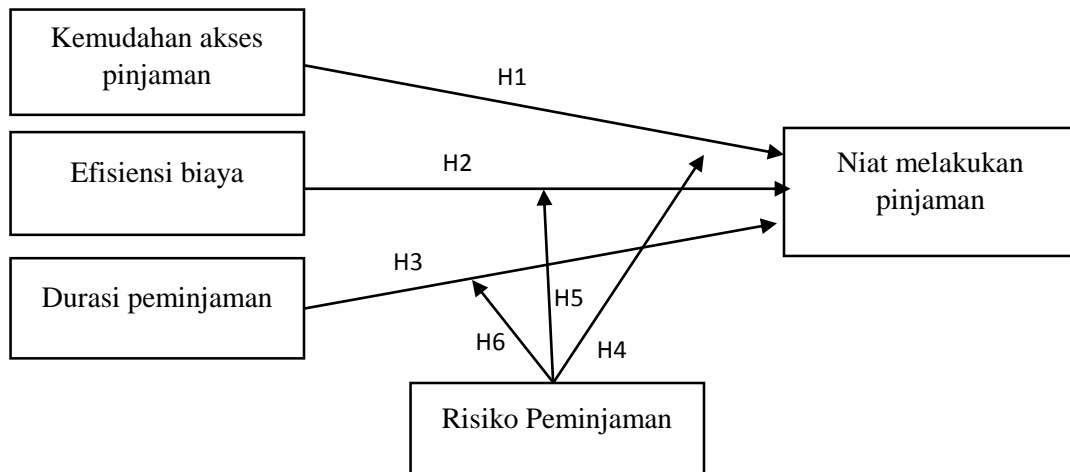 Kemudahan akses
pinjaman
H1
Efisiensi biaya
H2
Niat melakukan
pinjaman
Durasi peminjaman
H3
H5
H6
H4
Risiko Peminjaman